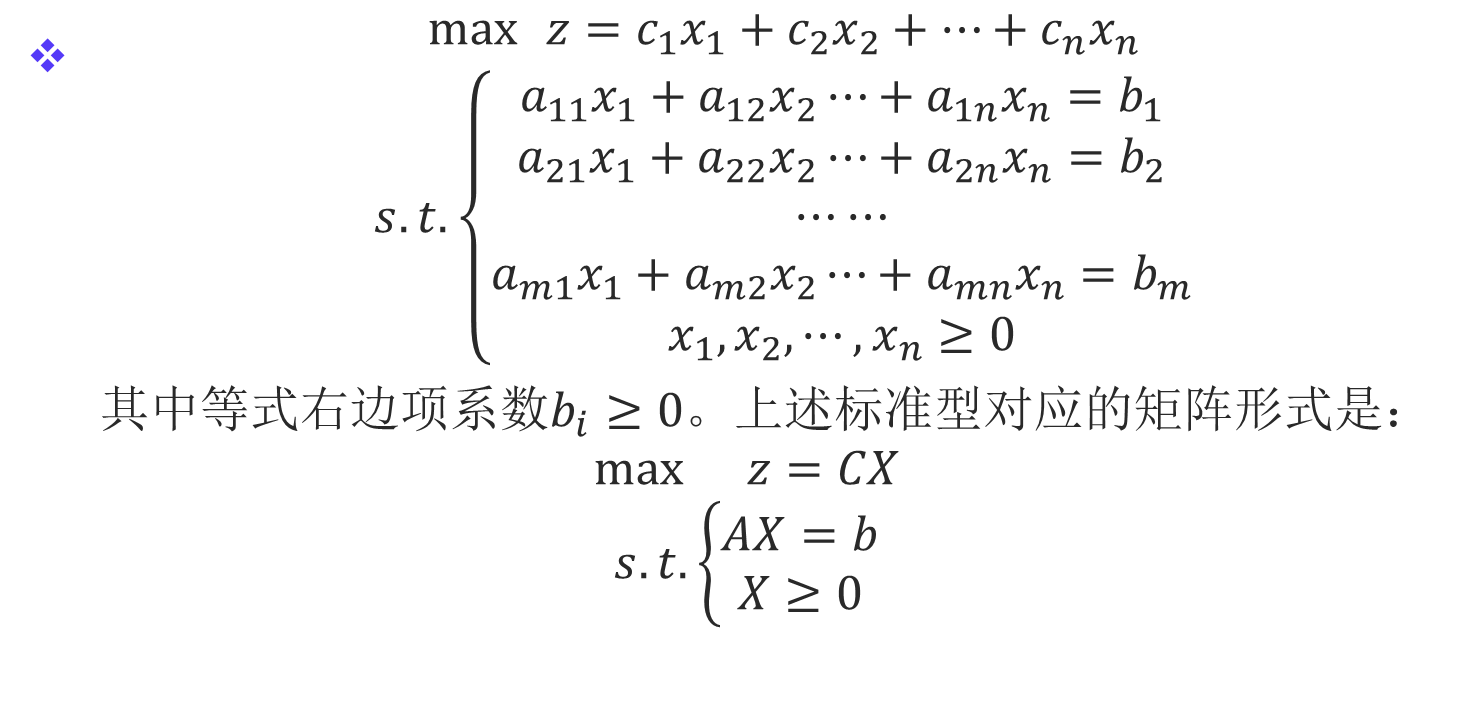 max z = c₁x₁ + c₂x₂ + ⋯ + cₙxₙ
a₁₁x₁ + a₁₂x₂ ⋯ + a₁ₙxₙ = b₁
a₂₁x₁ + a₂₂x₂ ⋯ + a₂ₙxₙ = b₂
s.t. { ⋯ ⋯
aₘ₁x₁ + aₘ₂x₂ ⋯ + aₘₙxₙ = bₘ
x₁, x₂, ⋯ , xₙ ≥ 0
其中等式右边项系数bᵢ ≥ 0。上述标准型对应的矩阵形式是：
max z = CX
s.t. { AX = b
X ≥ 0